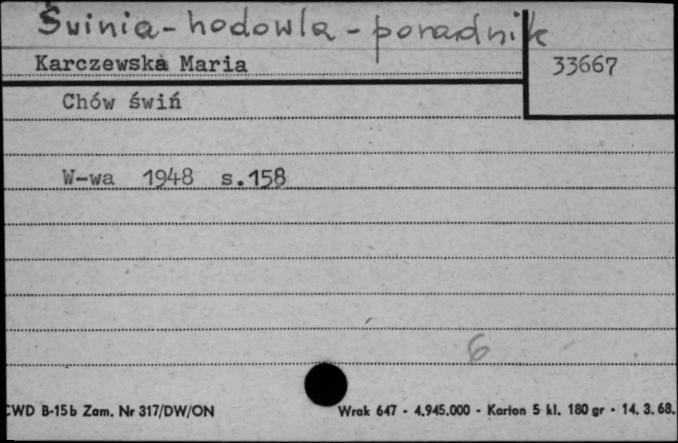 Świnia - hodowla - poradnik
Karczewska Maria
33667
Chów świń
W-wa 1948 s.158
6
CWD B-15b Zam. Nr 317/DW/ON
Wrak 647 - 4.945.000 - Karton 5 kl. 180 gr - 14. 3. 68.